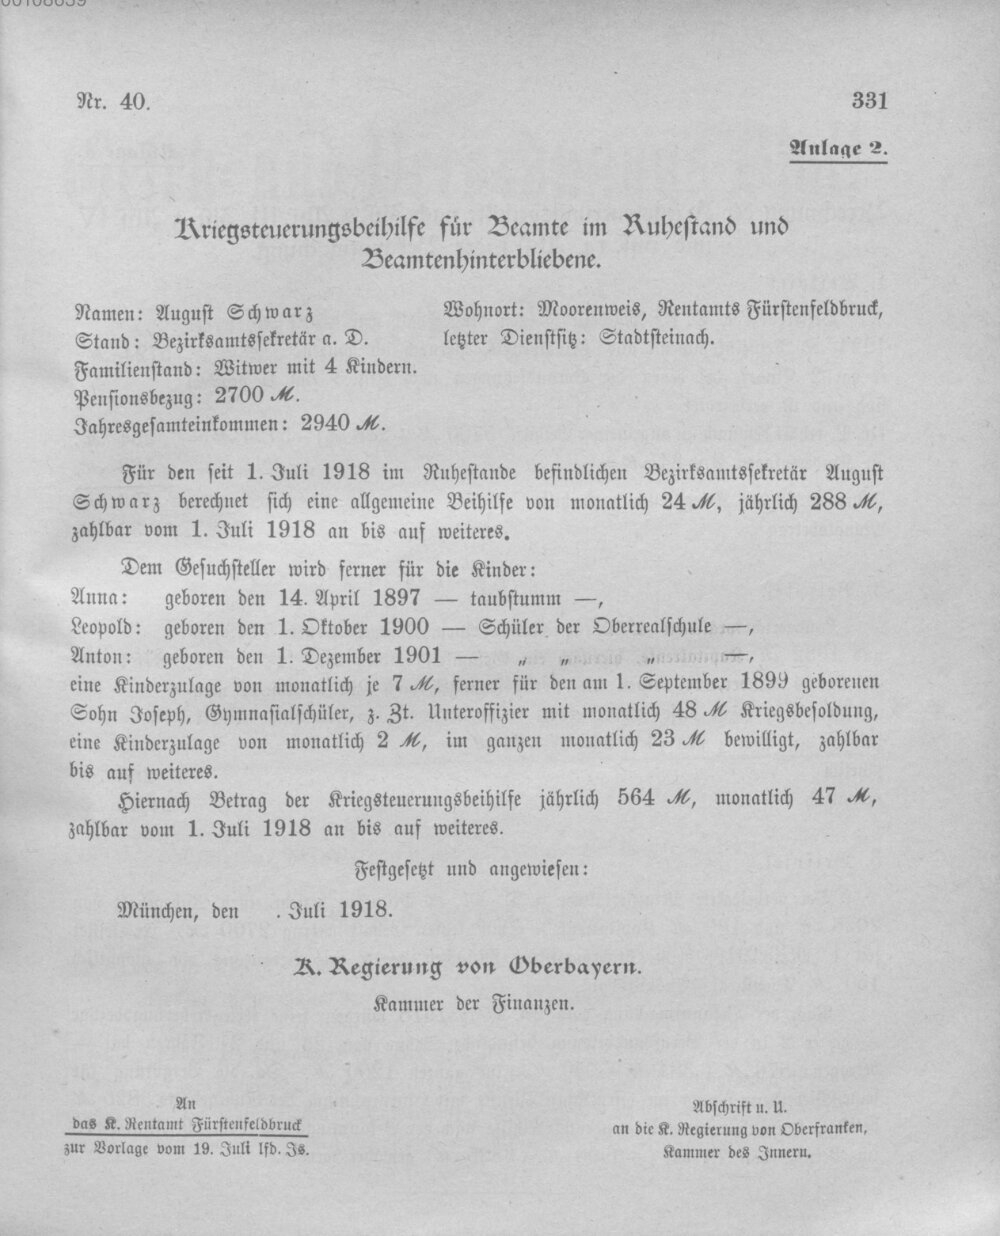 Nr. 40. 331
Anlage 2.
Kriegsteuerungsbeihilfe für Beamte im Ruhestand und
Beamtenhinterbliebene.
Namen: August Schwarz Wohnort: Moorenweis, Rentamts Fürstenfeldbruck,
Stand: Bezirksamtssekretär a. D. letzter Dienstsitz: Stadtsteinach.
Familienstand: Witwer mit 4 Kindern.
Pensionsbezug: 2700 ℳ.
Jahresgesamteinkommen: 2940 ℳ.
Für den seit 1. Juli 1918 im Ruhestande befindlichen Bezirksamtssekretär August
Schwarz berechnet sich eine allgemeine Beihilfe von monatlich 24 ℳ, jährlich 288 ℳ,
zahlbar vom 1. Juli 1918 an bis auf weiteres.
Dem Gesuchsteller wird ferner für die Kinder:
Anna: geboren den 14. April 1897 — taubstumm —,
Leopold: geboren den 1. Oktober 1900 — Schüler der Oberrealschule —,
Anton: geboren den 1. Dezember 1901 — „ „ „ —,
eine Kinderzulage von monatlich je 7 ℳ, ferner für den am 1. September 1899 geborenen
Sohn Joseph, Gymnasialschüler, z. Zt. Unteroffizier mit monatlich 48 ℳ Kriegsbesoldung,
eine Kinderzulage von monatlich 2 ℳ, im ganzen monatlich 23 ℳ bewilligt, zahlbar
bis auf weiteres.
Hiernach Betrag der Kriegsteuerungsbeihilfe jährlich 564 ℳ, monatlich 47 ℳ,
zahlbar vom 1. Juli 1918 an bis auf weiteres.
Festgesetzt und angewiesen:
München, den . Juli 1918.
K. Regierung von Oberbayern.
Kammer der Finanzen.
An
das K. Rentamt Fürstenfeldbruck
zur Vorlage vom 19. Juli lfd. Js.
Abschrift u. U.
an die K. Regierung von Oberfranken,
Kammer des Innern.